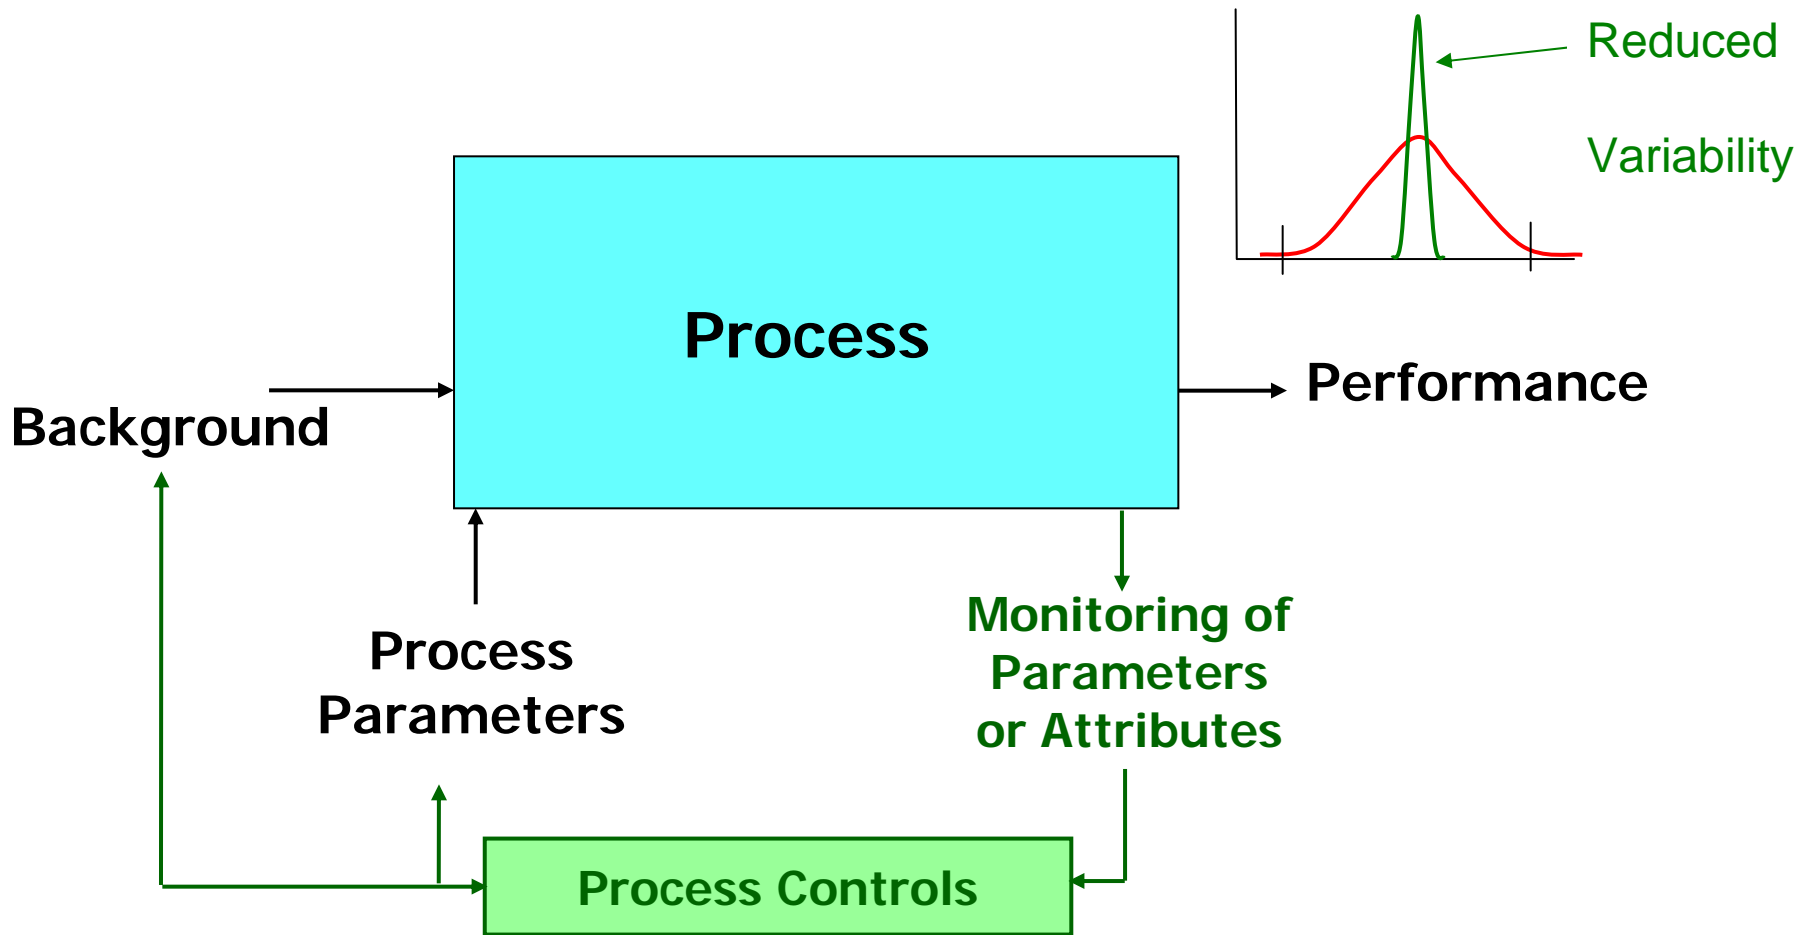 Reduced
Variability
Process
Performance
Background
Process
Parameters
Monitoring of
Parameters
or Attributes
Process Controls